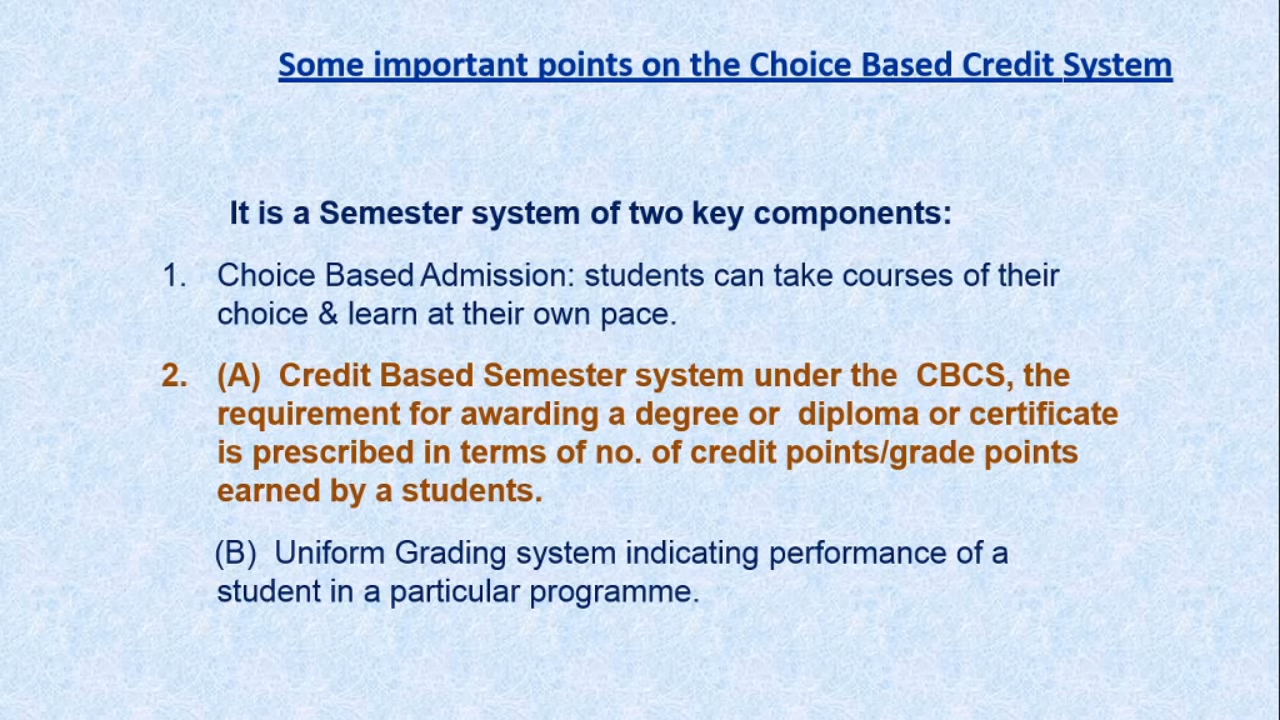 Some important points on the Choice Based Credit System
It is a Semester system of two key components:
1. Choice Based Admission: students can take courses of their
choice & learn at their own pace.
2. (A) Credit Based Semester system under the CBCS, the
requirement for awarding a degree or diploma or certificate
is prescribed in terms of no. of credit points/grade points
earned by a students.
(B) Uniform Grading system indicating performance of a
student in a particular programme.